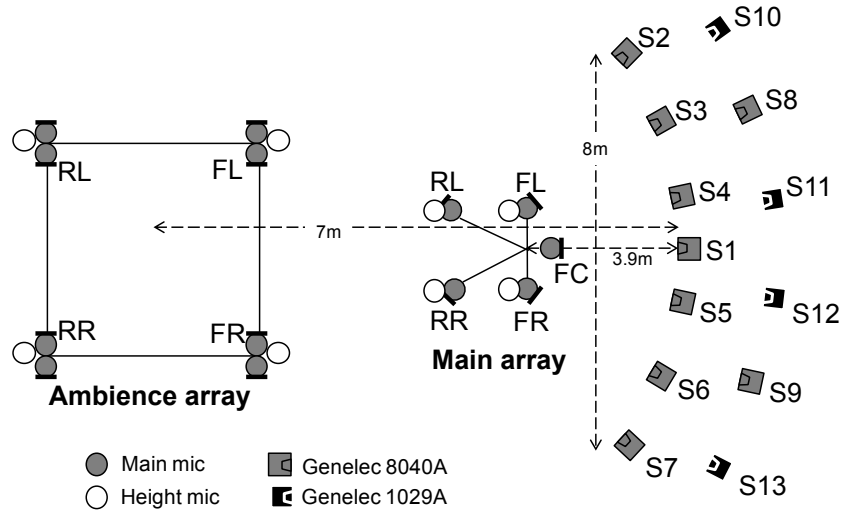 S10
S2
S3
S8
8m
RL
FL
RL
FL
S4
S11
7m
S1
3.9m
FC
RR
FR
RR
FR
S5
S12
Main array
Ambience array
S6
S9
S7
S13
Main mic
Genelec 8040A
Height mic
Genelec 1029A